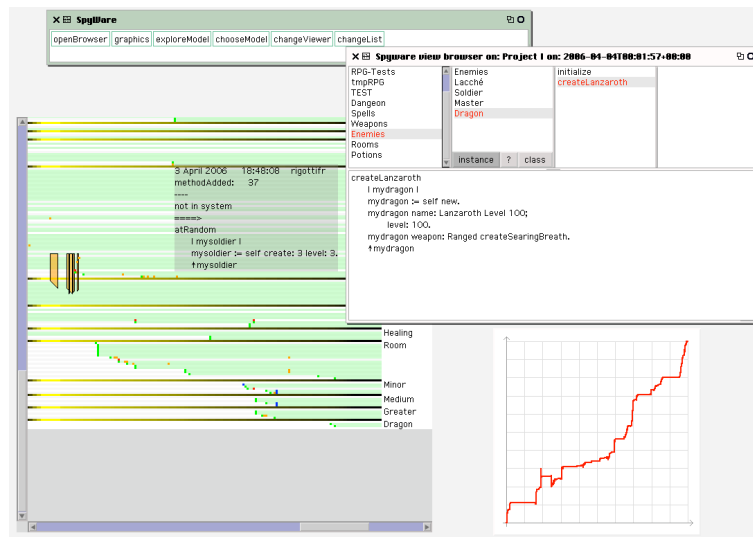 SpyWare
openBrowser graphics exploreModel chooseModel changeViewer changeList
Spyware view browser on: Project I on: 2006-04-04T00:01:57+00:00
RPG-Tests
tmpRPG
TEST
Dangeon
Spells
Weapons
Enemies
Rooms
Potions
Enemies
Lacché
Soldier
Master
Dragon
instance ? class
initialize
createLanzaroth
createLanzaroth
| mydragon |
mydragon := self new.
mydragon name: Lanzaroth Level 100;
level: 100.
mydragon weapon: Ranged createSearingBreath.
↑mydragon
3 April 2006 18:48:08 rigottifr
methodAdded: 37
----
not in system
====>
atRandom
| mysoldier |
mysoldier := self create: 3 level: 3.
↑mysoldier
Healing
Room
Minor
Medium
Greater
Dragon